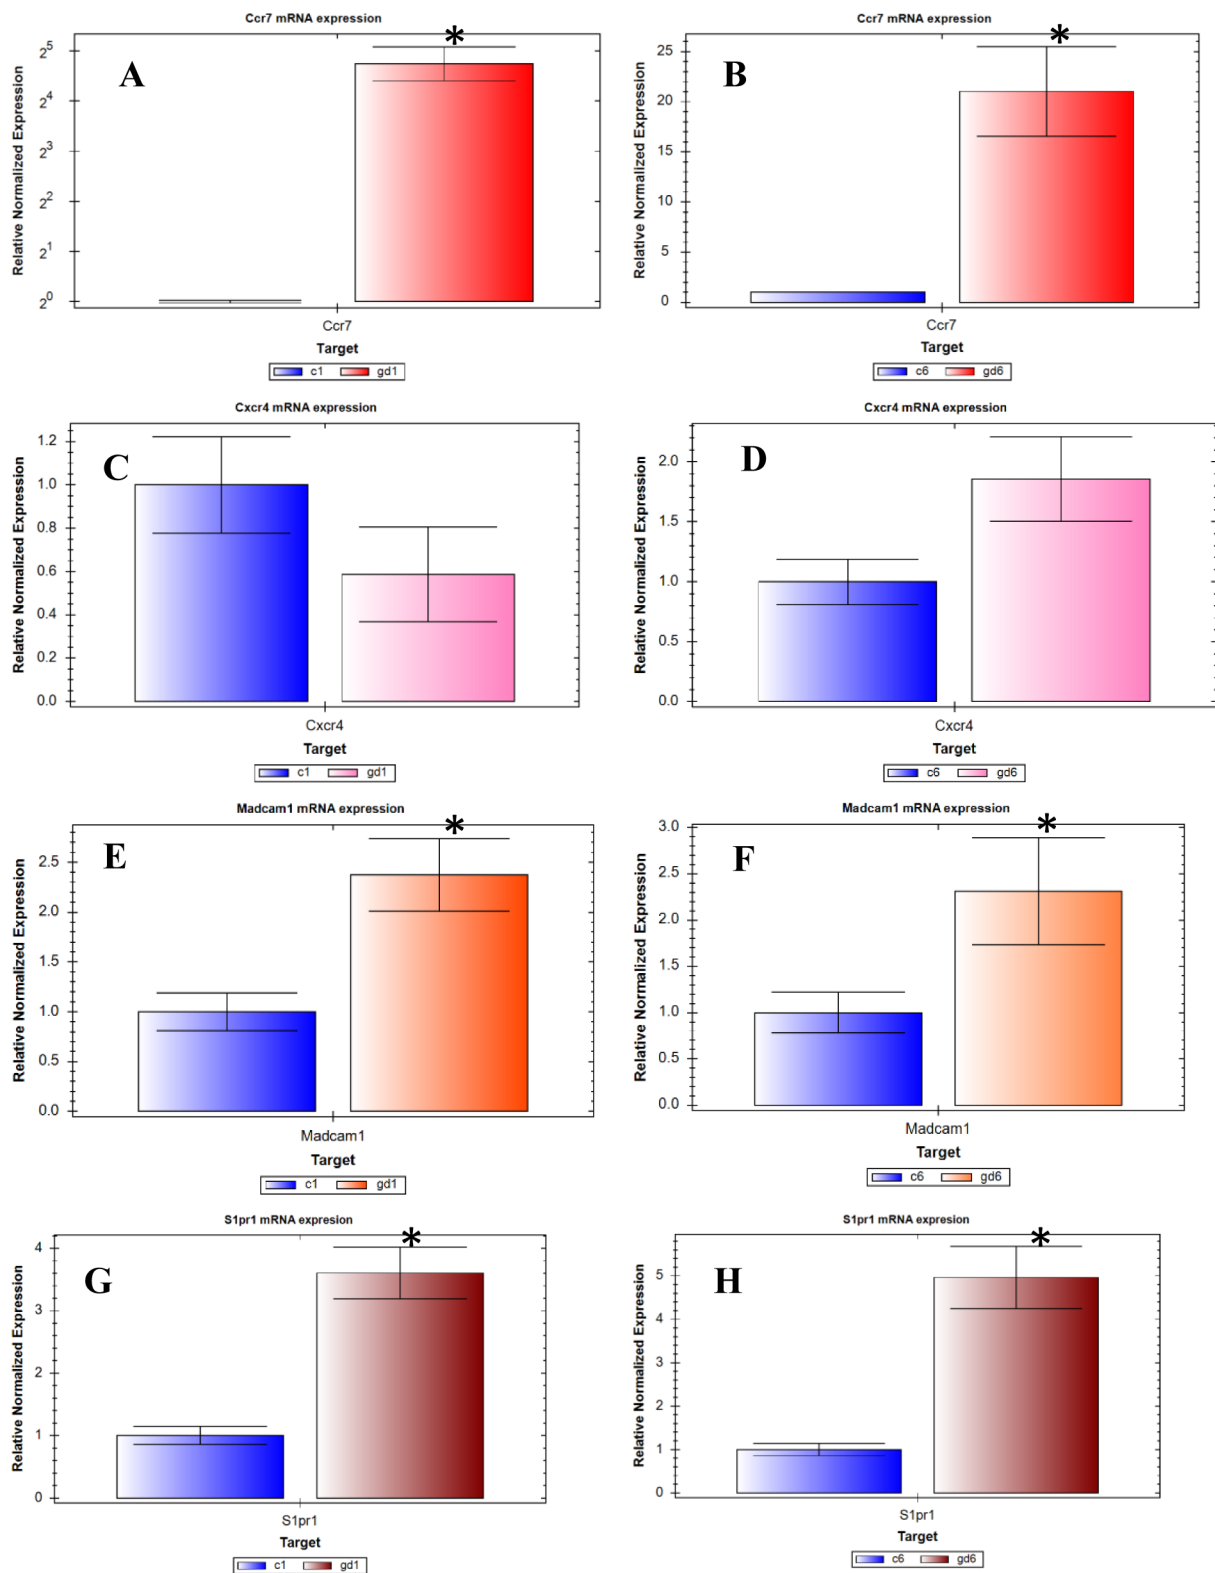 Ccr7 mRNA expression
A
*
Relative Normalized Expression
2^5
2^4
2^3
2^2
2^1
2^0
Ccr7
Target
c1 gd1
Ccr7 mRNA expression
B
*
Relative Normalized Expression
25
20
15
10
5
0
Ccr7
Target
c6 gd6
Cxcr4 mRNA expression
C
Relative Normalized Expression
1.2
1.0
0.8
0.6
0.4
0.2
0.0
Cxcr4
Target
c1 gd1
Cxcr4 mRNA expression
D
Relative Normalized Expression
2.0
1.5
1.0
0.5
0.0
Cxcr4
Target
c6 gd6
Madcam1 mRNA expression
E
*
Relative Normalized Expression
2.5
2.0
1.5
1.0
0.5
0.0
Madcam1
Target
c1 gd1
Madcam1 mRNA expression
F
*
Relative Normalized Expression
3.0
2.5
2.0
1.5
1.0
0.5
0.0
Madcam1
Target
c6 gd6
S1pr1 mRNA expresion
G
*
Relative Normalized Expression
4
3
2
1
0
S1pr1
Target
c1 gd1
S1pr1 mRNA expresion
H
*
Relative Normalized Expression
5
4
3
2
1
0
S1pr1
Target
c6 gd6